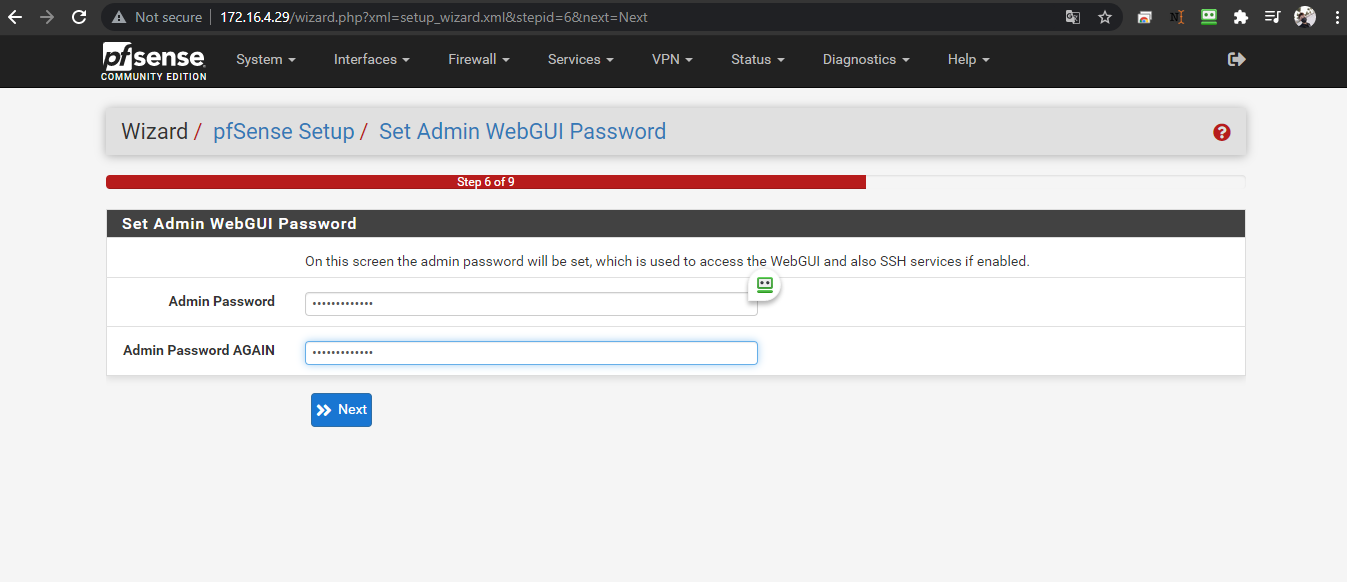 Not secure | 172.16.4.29/wizard.php?xml=setup_wizard.xml&stepid=6&next=Next
pfsense
COMMUNITY EDITION
System Interfaces Firewall Services VPN Status Diagnostics Help
Wizard / pfSense Setup / Set Admin WebGUI Password
Step 6 of 9
Set Admin WebGUI Password
On this screen the admin password will be set, which is used to access the WebGUI and also SSH services if enabled.
Admin Password •••••••••••••
Admin Password AGAIN •••••••••••••
Next